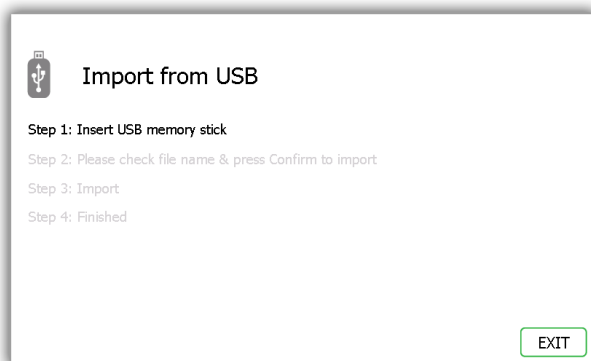 Import from USB
Step 1: Insert USB memory stick
Step 2: Please check file name & press Confirm to import
Step 3: Import
Step 4: Finished
EXIT